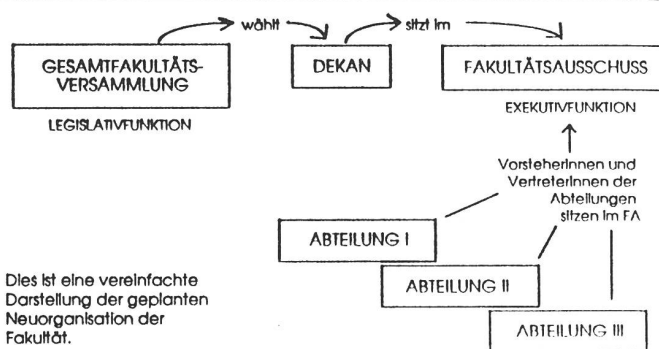 wählt
sitzt im
GESAMTFAKULTÄTS-
VERSAMMLUNG
DEKAN
FAKULTÄTSAUSSCHUSS
LEGISLATIVFUNKTION
EXEKUTIVFUNKTION
VorsteherInnen und
VertreterInnen der
Abteilungen
sitzen im FA
ABTEILUNG I
ABTEILUNG II
ABTEILUNG III
Dies ist eine vereinfachte
Darstellung der geplanten
Neuorganisation der
Fakultät.